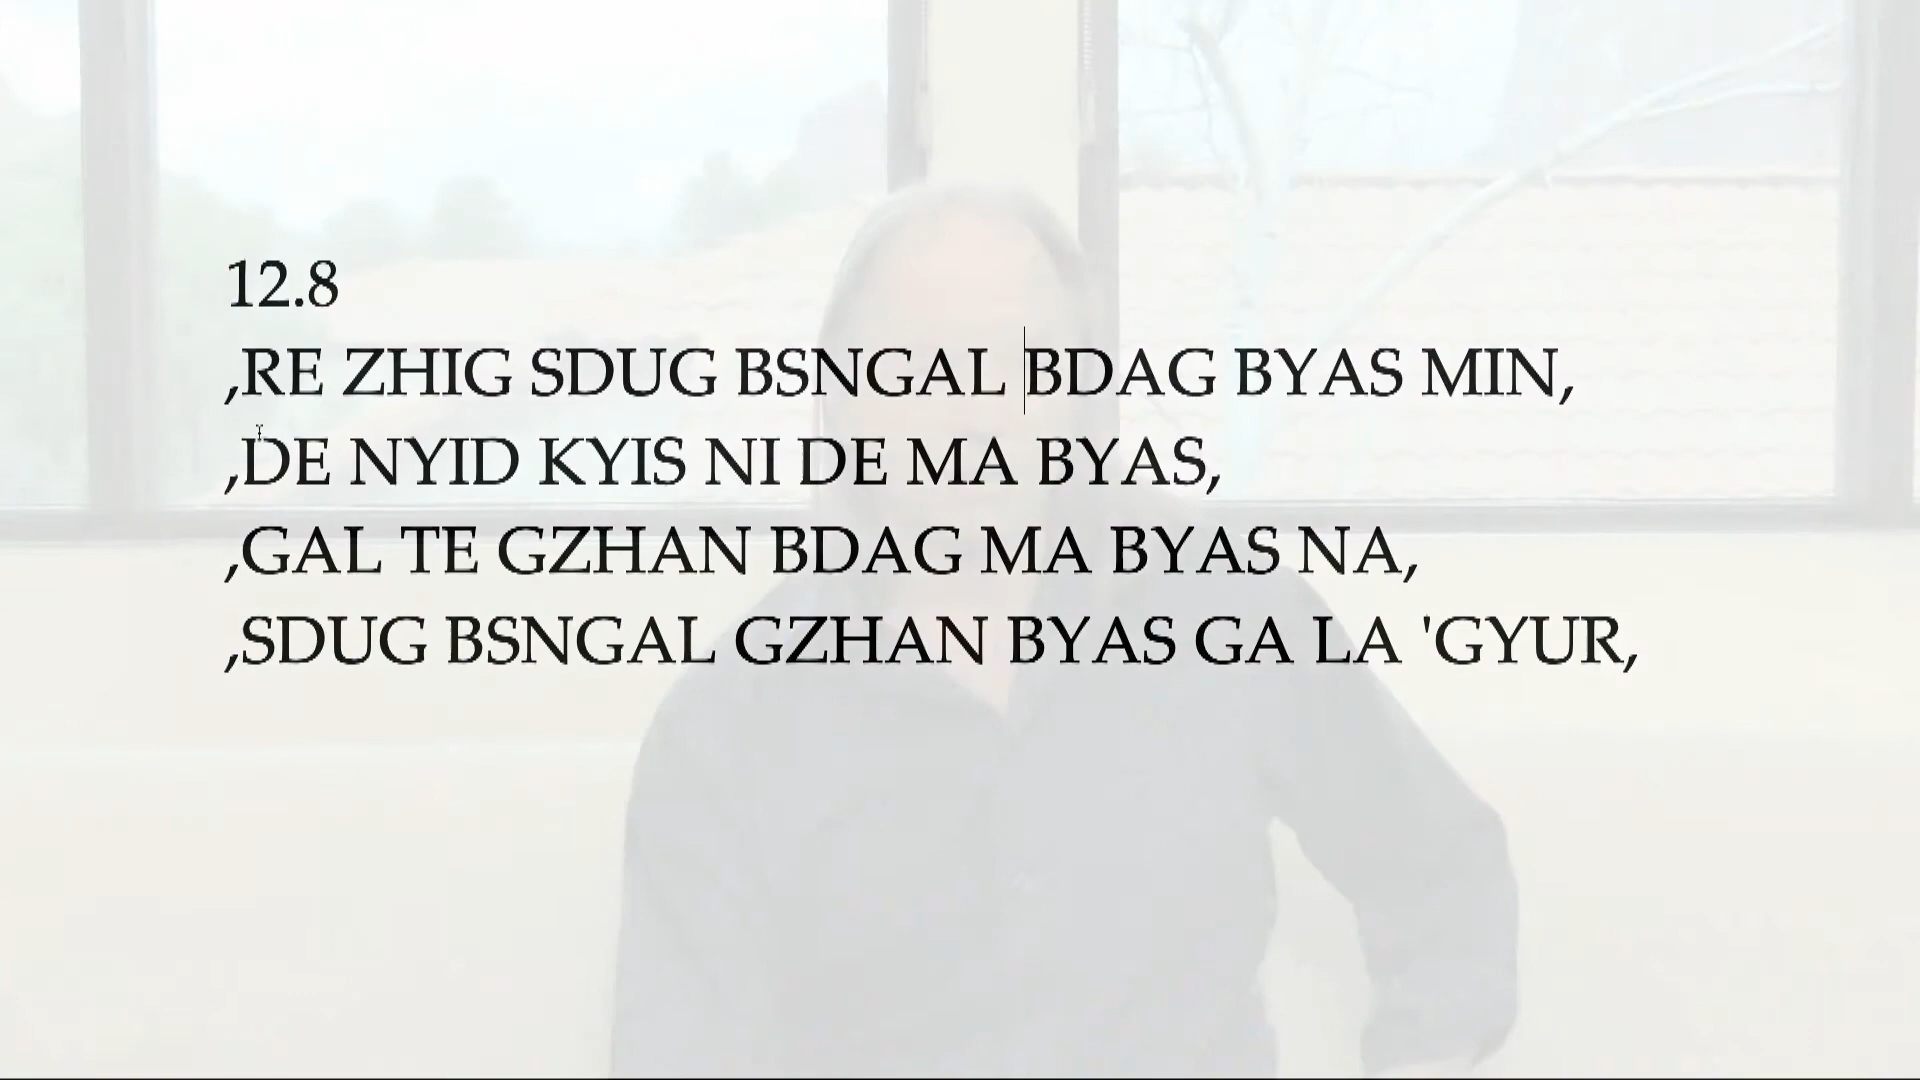 12.8
,RE ZHIG SDUG BSNGAL BDAG BYAS MIN,
,DE NYID KYIS NI DE MA BYAS,
,GAL TE GZHAN BDAG MA BYAS NA,
,SDUG BSNGAL GZHAN BYAS GA LA 'GYUR,